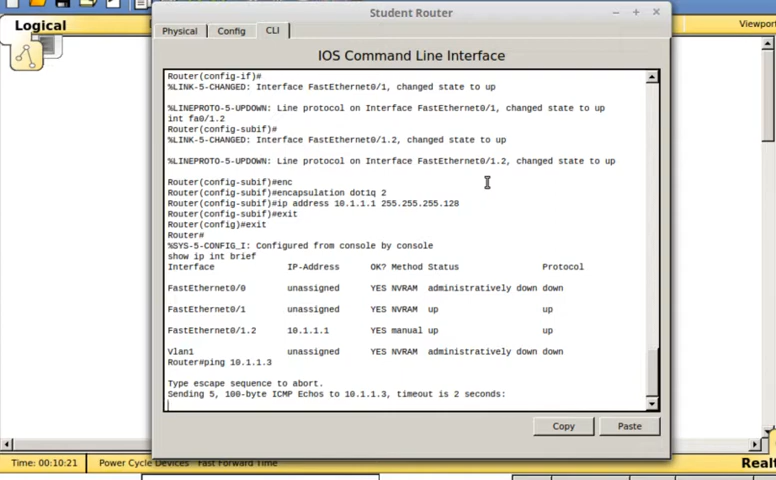 Student Router
Logical
Viewport
Physical
Config
CLI
IOS Command Line Interface
Router(config-if)#
%LINK-5-CHANGED: Interface FastEthernet0/1, changed state to up
%LINEPROTO-5-UPDOWN: Line protocol on Interface FastEthernet0/1, changed state to up
int fa0/1.2
Router(config-subif)#
%LINK-5-CHANGED: Interface FastEthernet0/1.2, changed state to up
%LINEPROTO-5-UPDOWN: Line protocol on Interface FastEthernet0/1.2, changed state to up
Router(config-subif)#enc
Router(config-subif)#encapsulation dot1q 2
Router(config-subif)#ip address 10.1.1.1 255.255.255.128
Router(config-subif)#exit
Router(config)#exit
Router#
%SYS-5-CONFIG_I: Configured from console by console
show ip int brief
Interface IP-Address OK? Method Status Protocol
FastEthernet0/0 unassigned YES NVRAM administratively down down
FastEthernet0/1 unassigned YES NVRAM up up
FastEthernet0/1.2 10.1.1.1 YES manual up up
Vlan1 unassigned YES NVRAM administratively down down
Router#ping 10.1.1.3
Type escape sequence to abort.
Sending 5, 100-byte ICMP Echos to 10.1.1.3, timeout is 2 seconds:
Copy
Paste
Time: 00:10:21
Power Cycle Devices Fast Forward Time
Realt